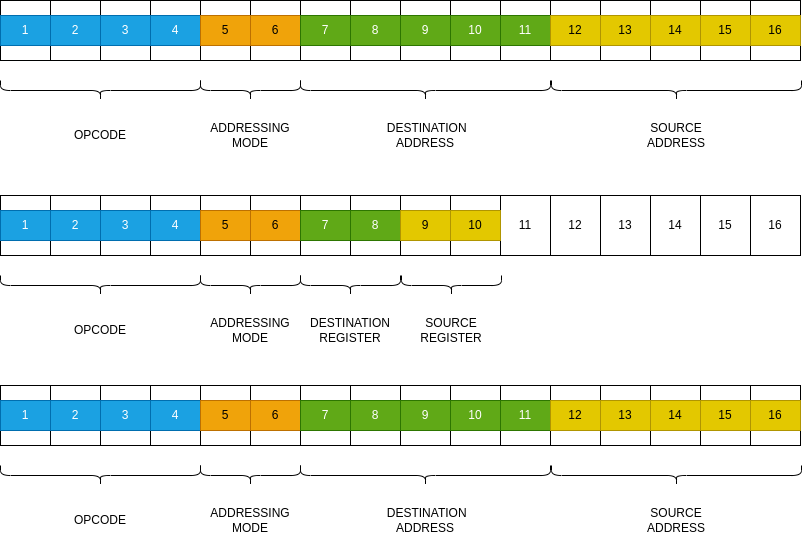 1 2 3 4 5 6 7 8 9 10 11 12 13 14 15 16
OPCODE
ADDRESSING
MODE
DESTINATION
ADDRESS
SOURCE
ADDRESS
1 2 3 4 5 6 7 8 9 10 11 12 13 14 15 16
OPCODE
ADDRESSING
MODE
DESTINATION
REGISTER
SOURCE
REGISTER
1 2 3 4 5 6 7 8 9 10 11 12 13 14 15 16
OPCODE
ADDRESSING
MODE
DESTINATION
ADDRESS
SOURCE
ADDRESS